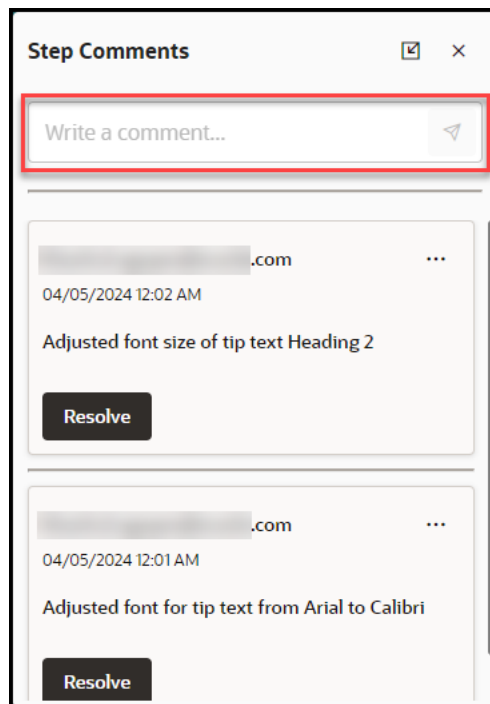 Step Comments
Write a comment...
.com
04/05/2024 12:02 AM
Adjusted font size of tip text Heading 2
Resolve
.com
04/05/2024 12:01 AM
Adjusted font for tip text from Arial to Calibri
Resolve